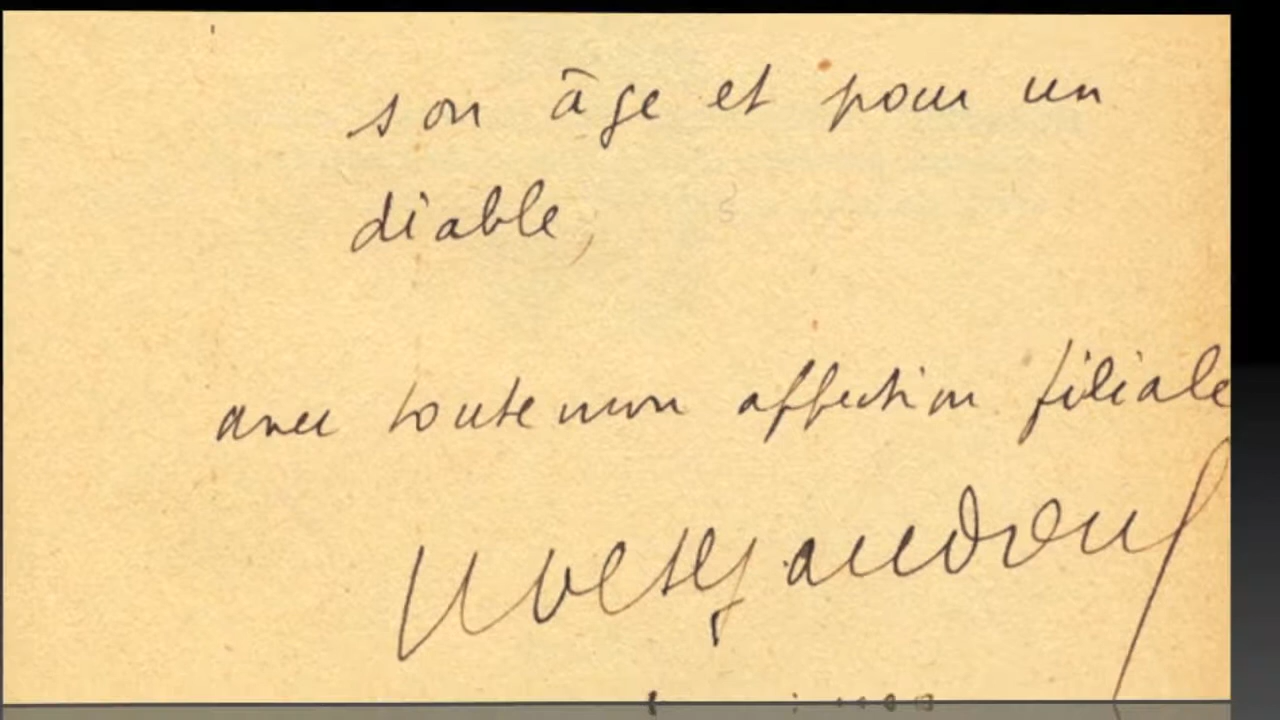 son âge et pour un
diable,
avec toute mon affection filiale